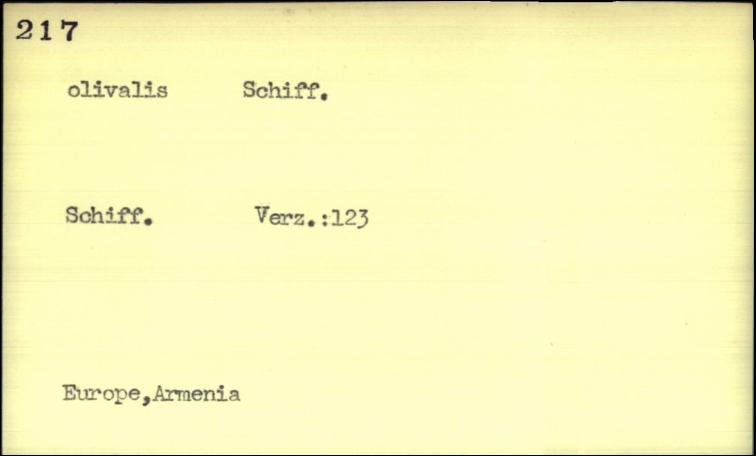 217
olivalis Schiff.
Schiff. Verz.:123
Europe,Armenia